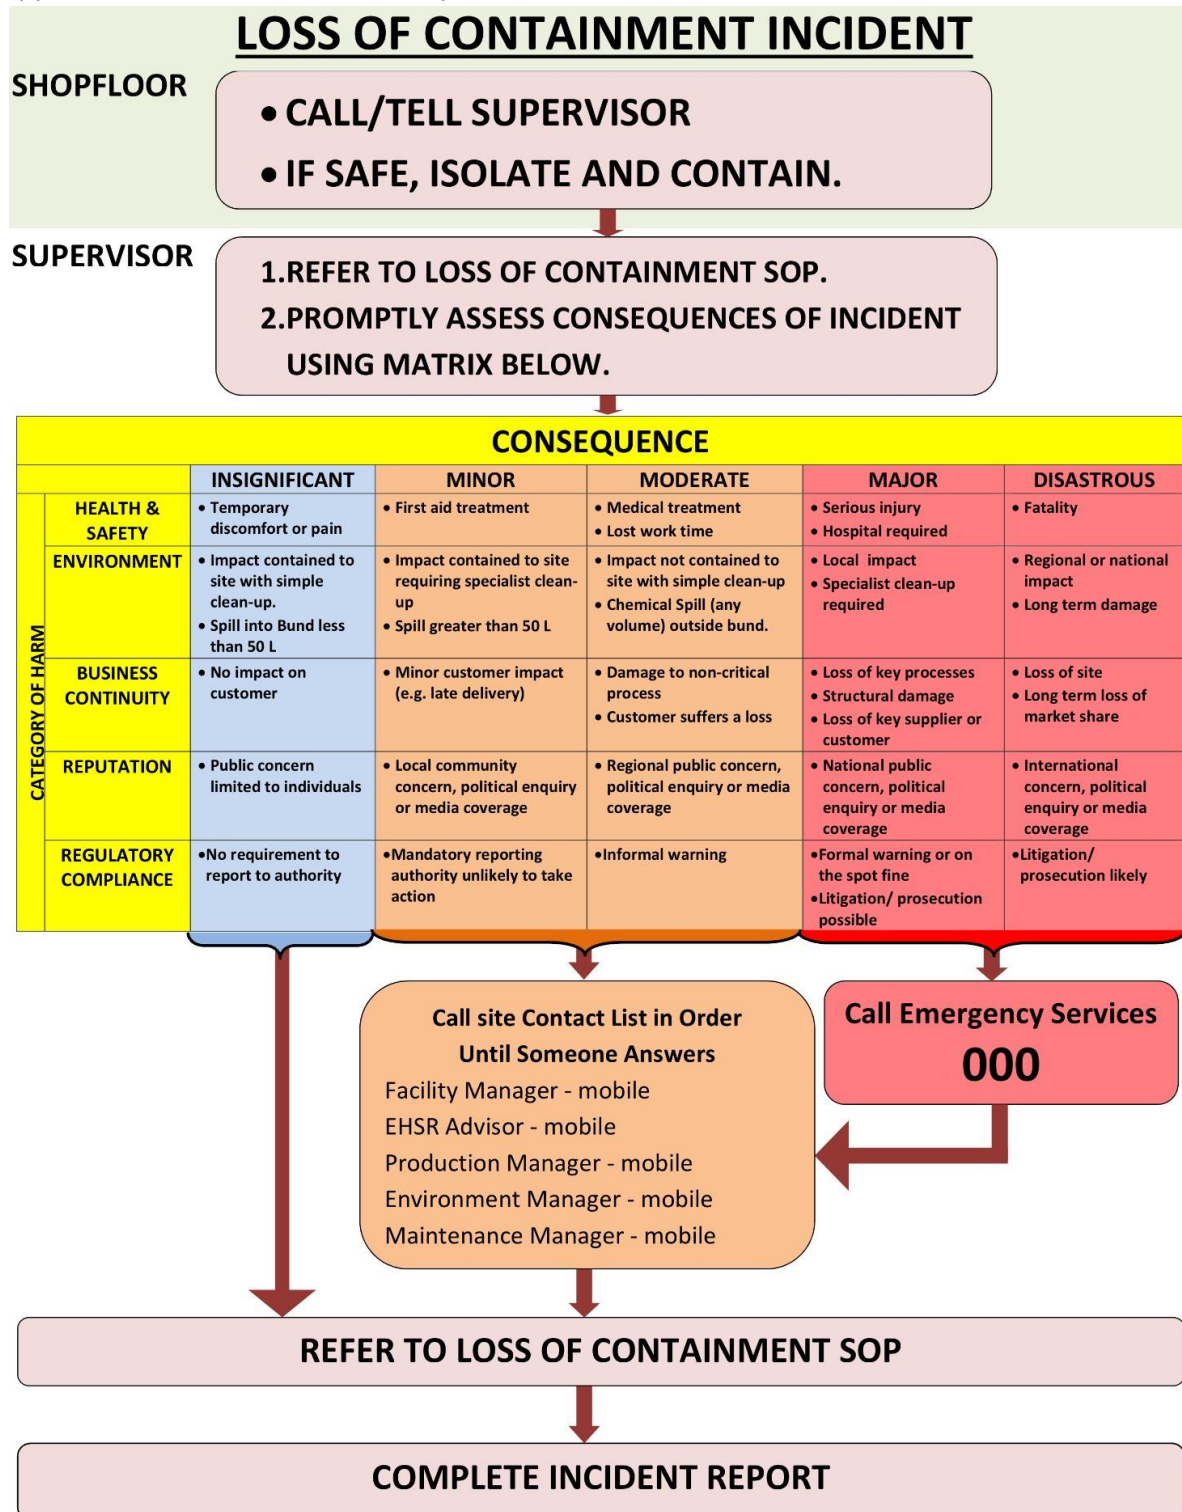 LOSS OF CONTAINMENT INCIDENT
SHOPFLOOR
• CALL/TELL SUPERVISOR
• IF SAFE, ISOLATE AND CONTAIN.
SUPERVISOR
1.REFER TO LOSS OF CONTAINMENT SOP.
2.PROMPTLY ASSESS CONSEQUENCES OF INCIDENT
USING MATRIX BELOW.
CONSEQUENCE
INSIGNIFICANT
MINOR
MODERATE
MAJOR
DISASTROUS
CATEGORY OF HARM
HEALTH &
SAFETY
• Temporary
discomfort or pain
• First aid treatment
• Medical treatment
• Lost work time
• Serious injury
• Hospital required
• Fatality
ENVIRONMENT
• Impact contained to
site with simple
clean-up.
• Spill into Bund less
than 50 L
• Impact contained to site
requiring specialist clean-
up
• Spill greater than 50 L
• Impact not contained to
site with simple clean-up
• Chemical Spill (any
volume) outside bund.
• Local impact
• Specialist clean-up
required
• Regional or national
impact
• Long term damage
BUSINESS
CONTINUITY
• No impact on
customer
• Minor customer impact
(e.g. late delivery)
• Damage to non-critical
process
• Customer suffers a loss
• Loss of key processes
• Structural damage
• Loss of key supplier or
customer
• Loss of site
• Long term loss of
market share
REPUTATION
• Public concern
limited to individuals
• Local community
concern, political enquiry
or media coverage
• Regional public concern,
political enquiry or media
coverage
• National public
concern, political
enquiry or media
coverage
• International
concern, political
enquiry or media
coverage
REGULATORY
COMPLIANCE
•No requirement to
report to authority
•Mandatory reporting
authority unlikely to take
action
•Informal warning
•Formal warning or on
the spot fine
•Litigation/ prosecution
possible
•Litigation/
prosecution likely
Call site Contact List in Order
Until Someone Answers
Facility Manager - mobile
EHSR Advisor - mobile
Production Manager - mobile
Environment Manager - mobile
Maintenance Manager - mobile
Call Emergency Services
000
REFER TO LOSS OF CONTAINMENT SOP
COMPLETE INCIDENT REPORT